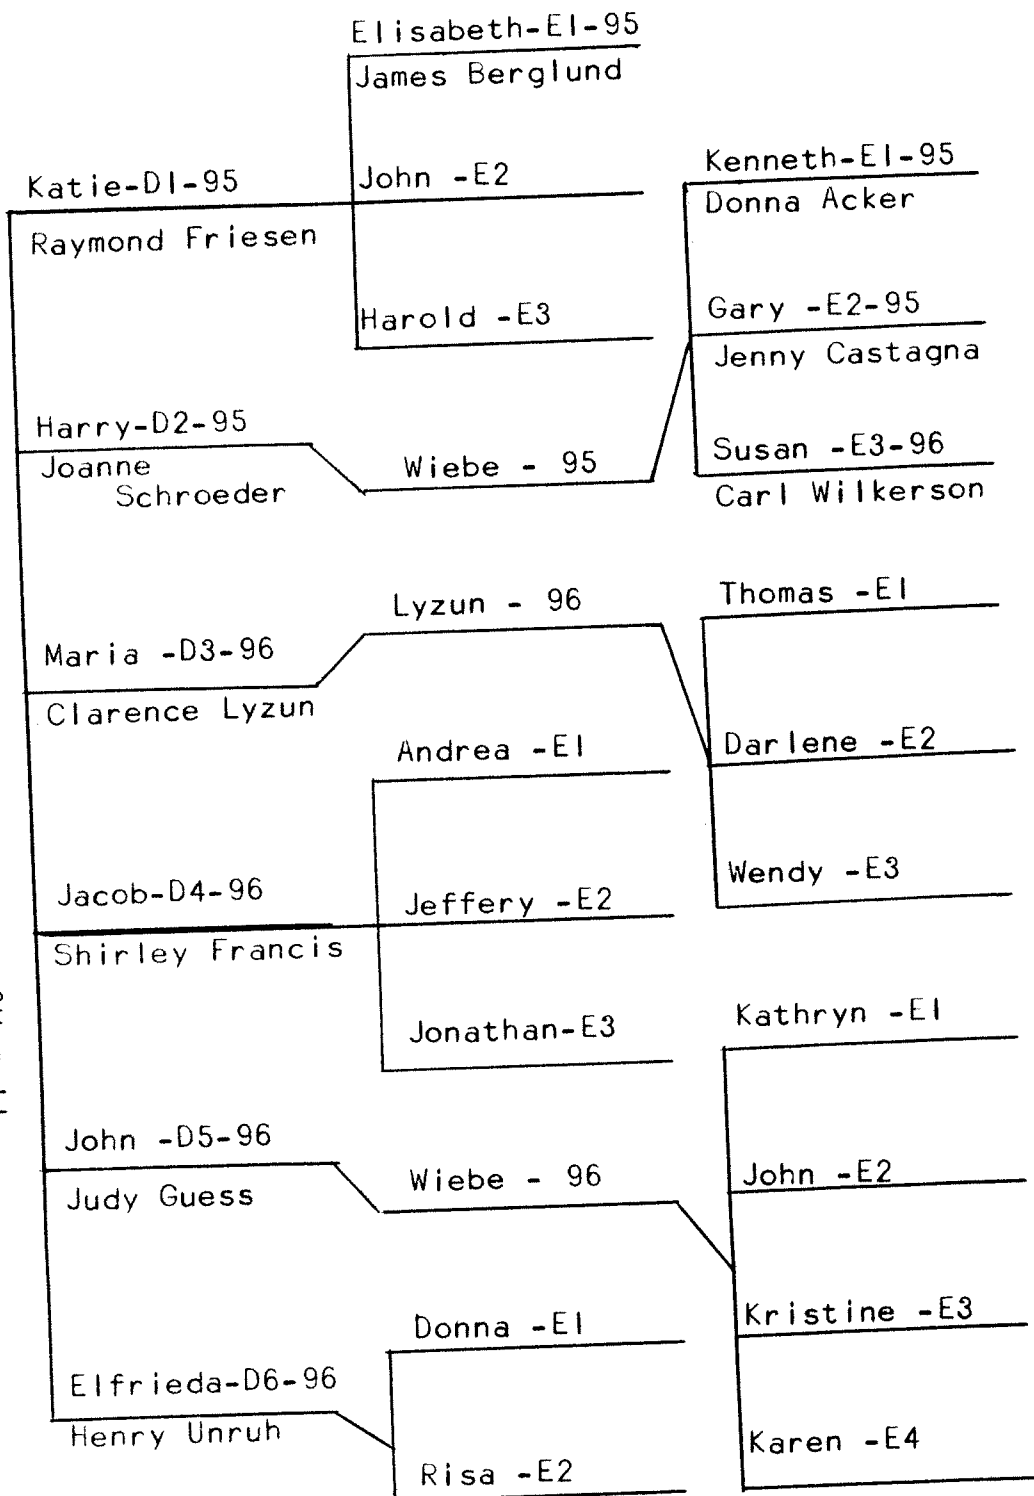 Elisabeth-E1-95
James Berglund
Katie-D1-95
John -E2
Kenneth-E1-95
Donna Acker
Raymond Friesen
Harold -E3
Gary -E2-95
Jenny Castagna
Harry-D2-95
Joanne
Schroeder
Wiebe - 95
Susan -E3-96
Carl Wilkerson
Lyzun - 96
Thomas -E1
Maria -D3-96
Clarence Lyzun
Andrea -E1
Darlene -E2
Jacob-D4-96
Shirley Francis
Jeffery -E2
Wendy -E3
Jonathan-E3
Kathryn -E1
John -D5-96
Judy Guess
Wiebe - 96
John -E2
Donna -E1
Kristine -E3
Elfrieda-D6-96
Henry Unruh
Risa -E2
Karen -E4